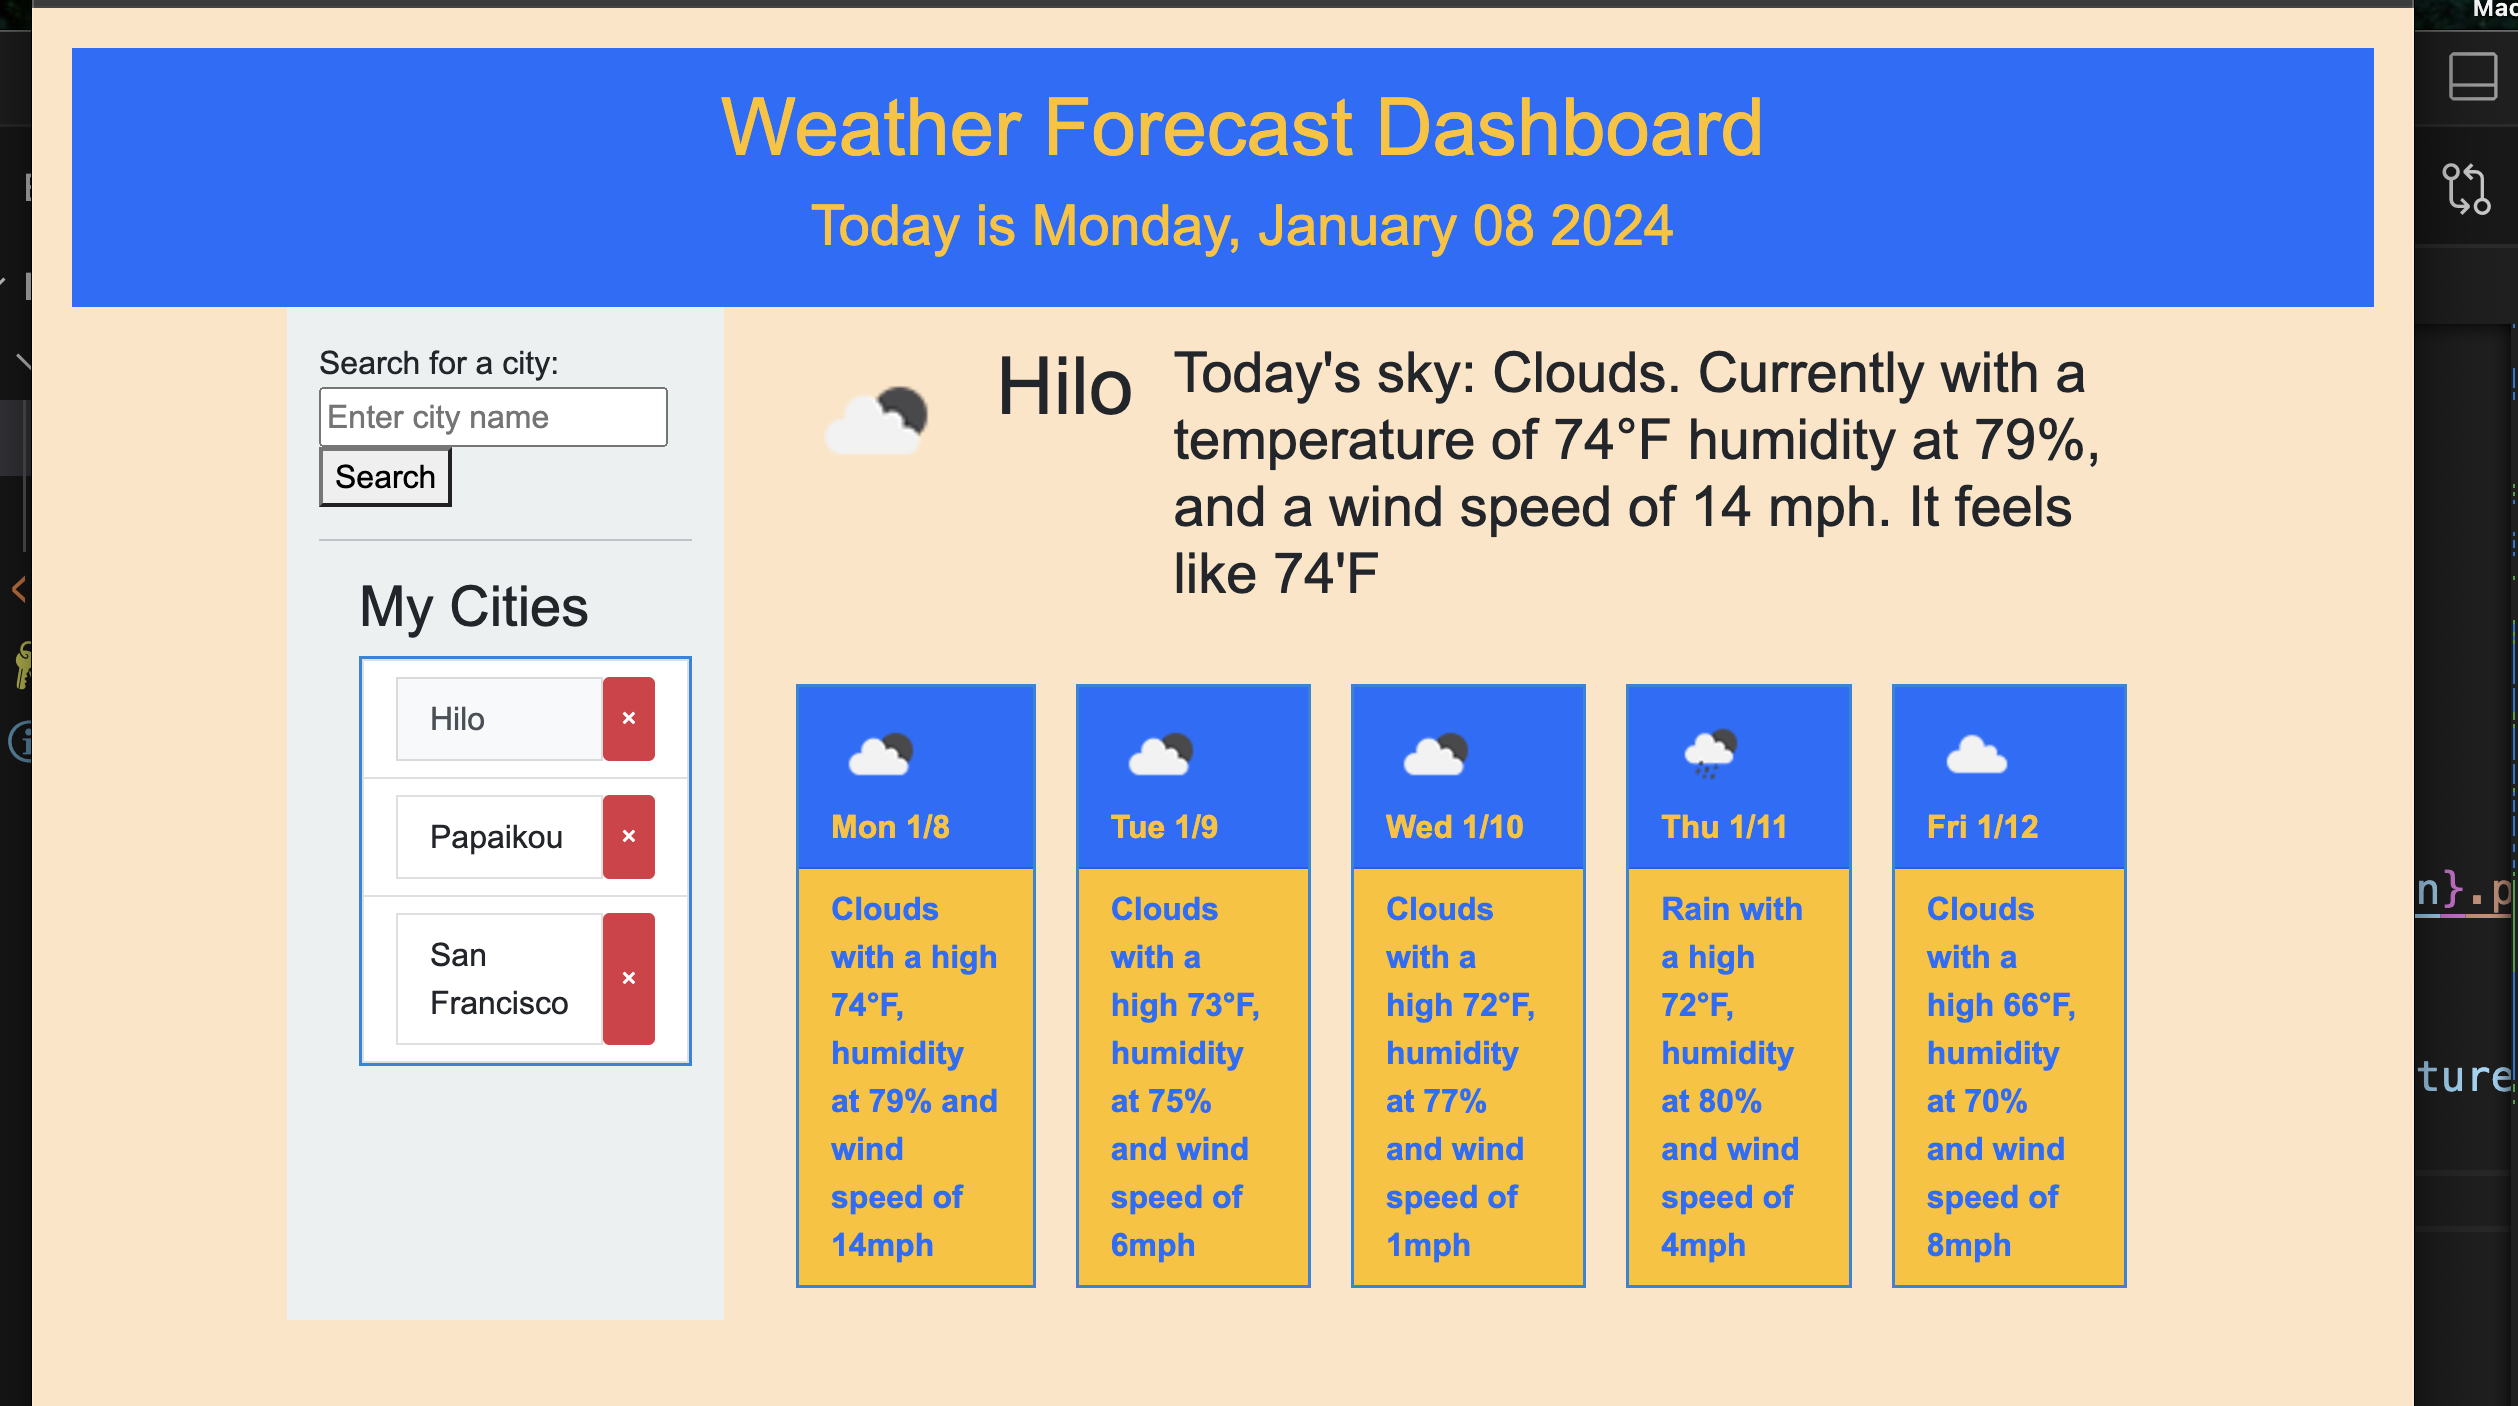 Mac
Weather Forecast Dashboard
Today is Monday, January 08 2024
Search for a city:
Enter city name
Search
My Cities
Hilo
×
Papaikou
×
San
Francisco
×
Hilo
Today's sky: Clouds. Currently with a
temperature of 74°F humidity at 79%,
and a wind speed of 14 mph. It feels
like 74'F
Mon 1/8
Clouds
with a high
74°F,
humidity
at 79% and
wind
speed of
14mph
Tue 1/9
Clouds
with a
high 73°F,
humidity
at 75%
and wind
speed of
6mph
Wed 1/10
Clouds
with a
high 72°F,
humidity
at 77%
and wind
speed of
1mph
Thu 1/11
Rain with
a high
72°F,
humidity
at 80%
and wind
speed of
4mph
Fri 1/12
Clouds
with a
high 66°F,
humidity
at 70%
and wind
speed of
8mph
n}.p
ture